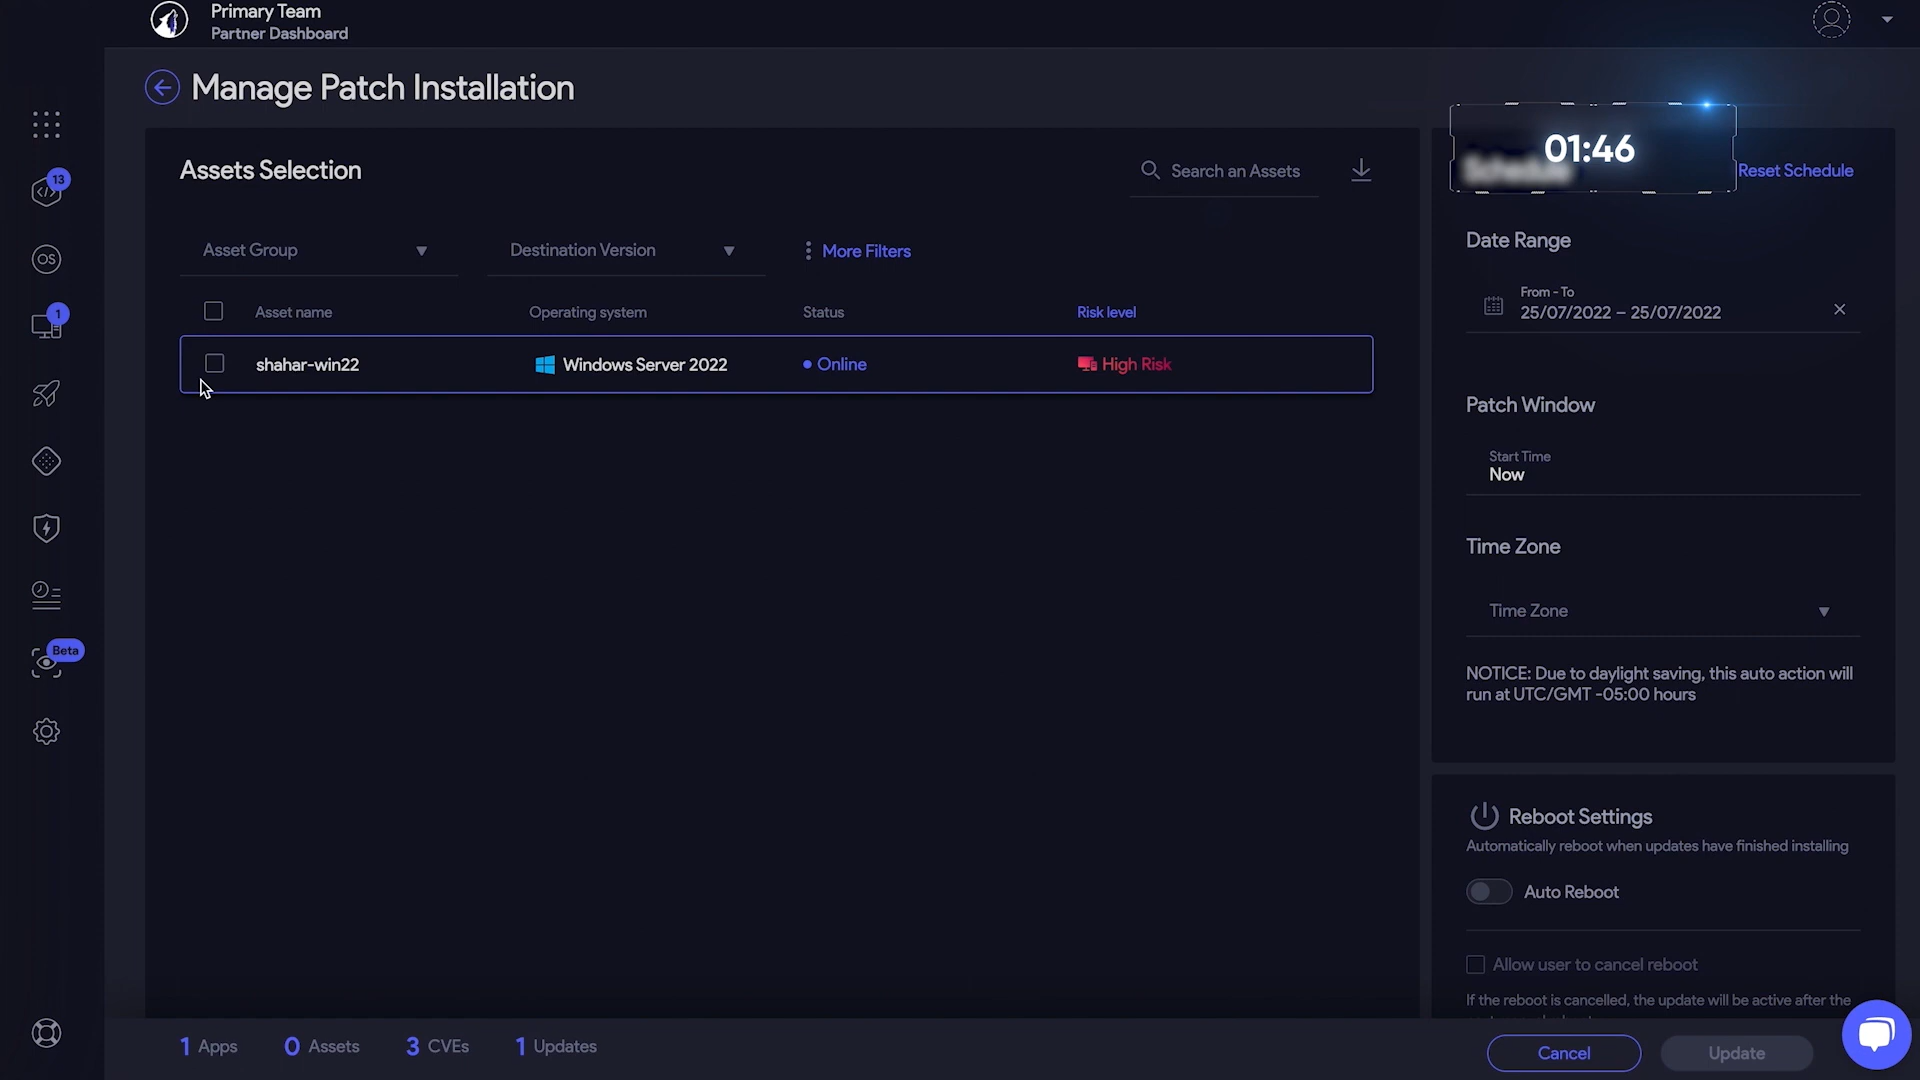 Primary Team
Partner Dashboard
Manage Patch Installation
13
OS
1
Beta
Assets Selection
Search an Assets
Asset Group
Destination Version
More Filters
Asset name
Operating system
Status
Risk level
shahar-win22
Windows Server 2022
Online
High Risk
01:46
Schedule
Reset Schedule
Date Range
From - To
25/07/2022 – 25/07/2022
Patch Window
Start Time
Now
Time Zone
Time Zone
NOTICE: Due to daylight saving, this auto action will
run at UTC/GMT -05:00 hours
Reboot Settings
Automatically reboot when updates have finished installing
Auto Reboot
Allow user to cancel reboot
If the reboot is cancelled, the update will be active after the
1 Apps
0 Assets
3 CVEs
1 Updates
Cancel
Update